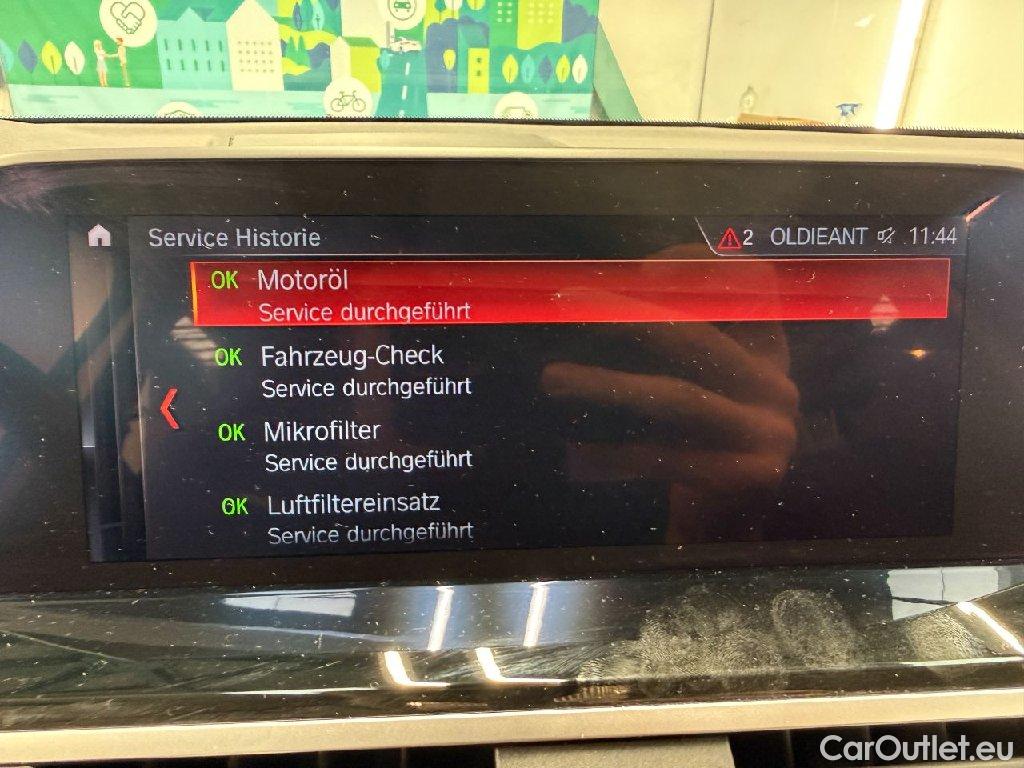 Service Historie
2 OLDIEANT 11:44
OK Motoröl
Service durchgeführt
OK Fahrzeug-Check
Service durchgeführt
OK Mikrofilter
Service durchgeführt
OK Luftfiltereinsatz
Service durchgeführt
CarOutlet.eu